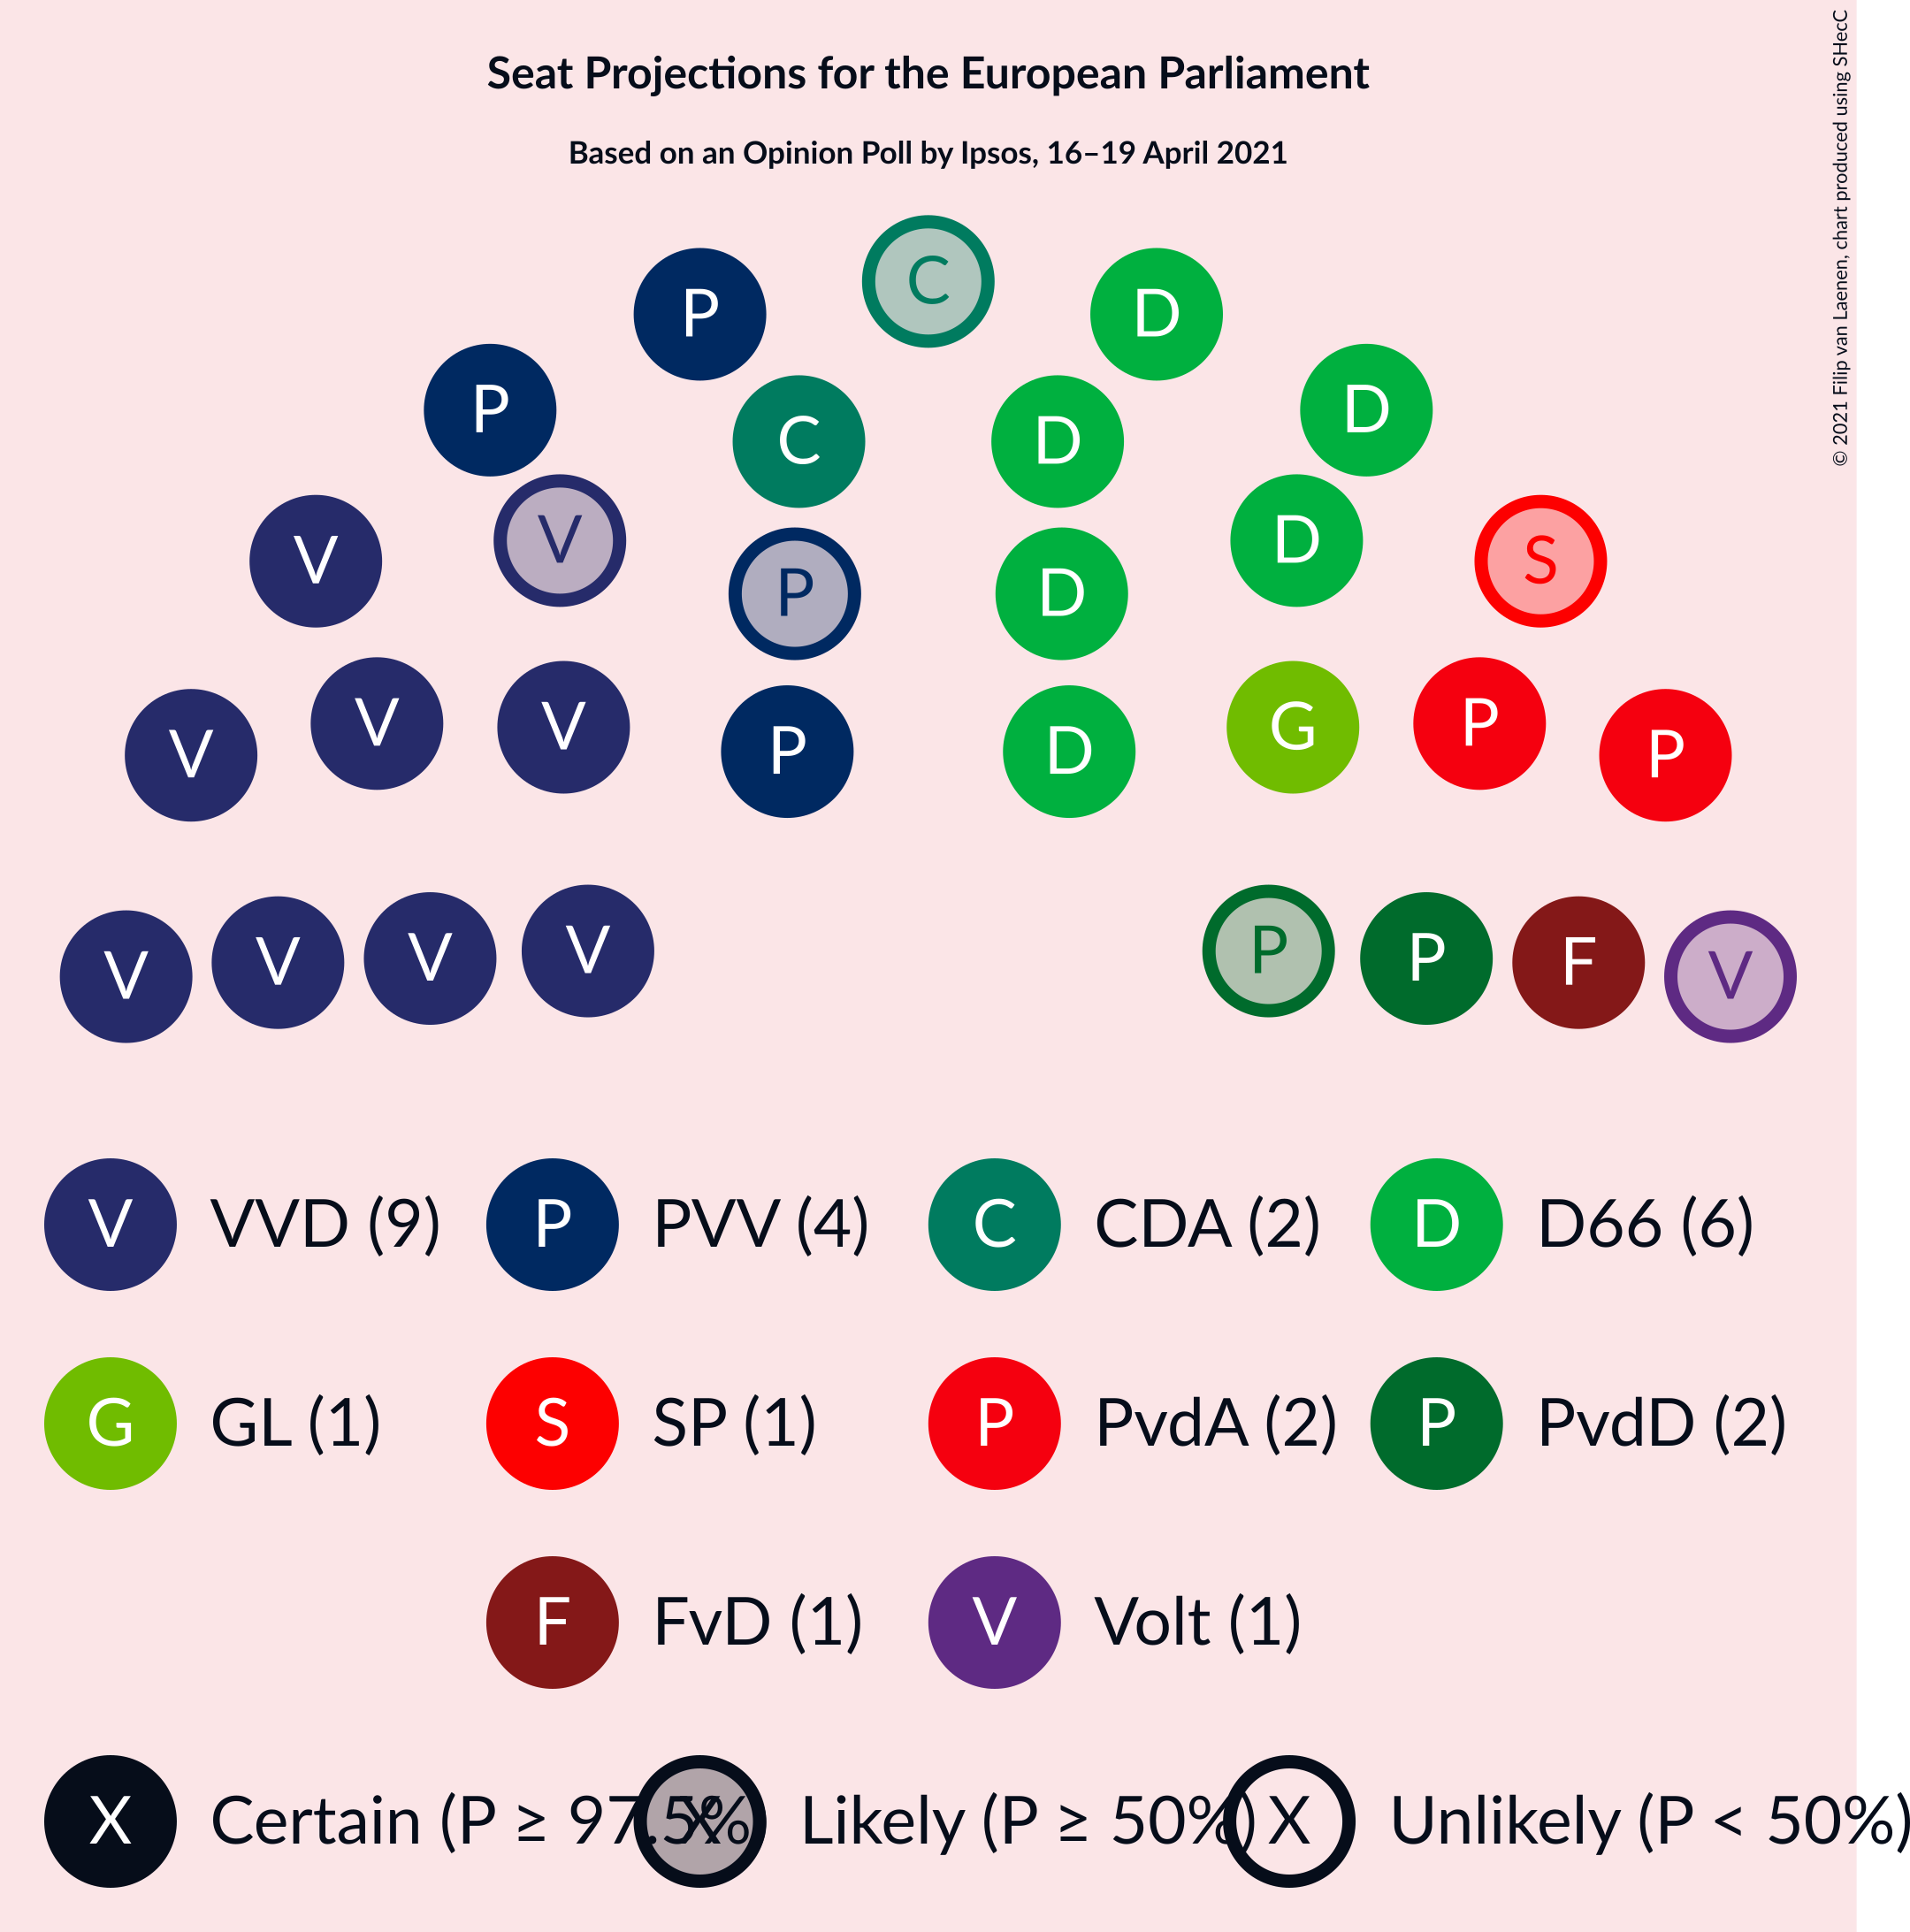 Seat Projections for the European Parliament
Based on an Opinion Poll by Ipsos, 16–19 April 2021
© 2021 Filip van Laenen, chart produced using SHecC
C
P D
P D
C D
V V D S
P D
V V G P P
V P D
V V V V P P F V
V VVD (9) P PVV (4) C CDA (2) D D66 (6)
G GL (1) S SP (1) P PvdA (2) P PvdD (2)
F FvD (1) V Volt (1)
X Certain (P ≥ 97.5% X Likely (P ≥ 50%) X Unlikely (P < 50%)